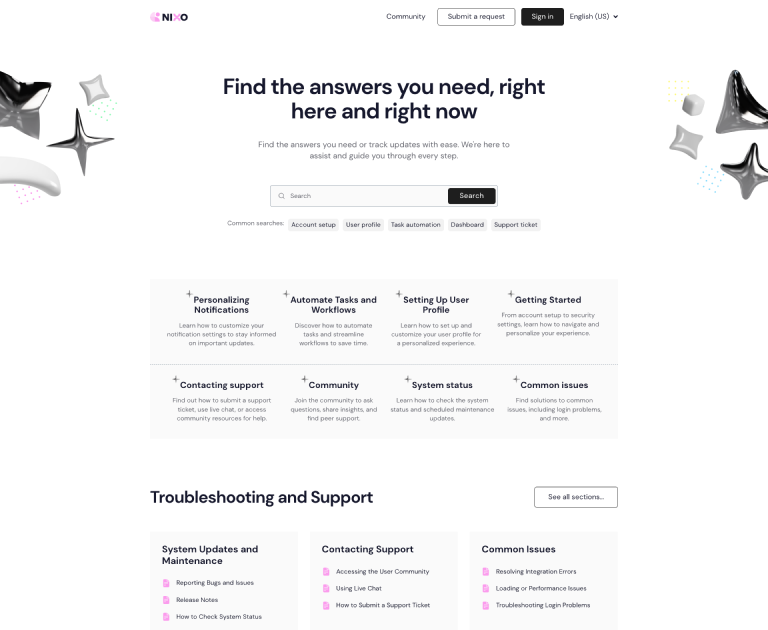 NIXO
Community
Submit a request
Sign in
English (US)
Find the answers you need, right
here and right now
Find the answers you need or track updates with ease. We're here to
assist and guide you through every step.
Search
Search
Common searches:
Account setup
User profile
Task automation
Dashboard
Support ticket
Personalizing
Notifications
Learn how to customize your
notification settings to stay informed
on important updates.
Automate Tasks and
Workflows
Discover how to automate
tasks and streamline
workflows to save time.
Setting Up User
Profile
Learn how to set up and
customize your user profile for
a personalized experience.
Getting Started
From account setup to security
settings, learn how to navigate and
personalize your experience.
Contacting support
Find out how to submit a support
ticket, use live chat, or access
community resources for help.
Community
Join the community to ask
questions, share insights, and
find peer support.
System status
Learn how to check the system
status and scheduled maintenance
updates.
Common issues
Find solutions to common
issues, including login problems,
and more.
Troubleshooting and Support
See all sections...
System Updates and
Maintenance
Reporting Bugs and Issues
Release Notes
How to Check System Status
Contacting Support
Accessing the User Community
Using Live Chat
How to Submit a Support Ticket
Common Issues
Resolving Integration Errors
Loading or Performance Issues
Troubleshooting Login Problems